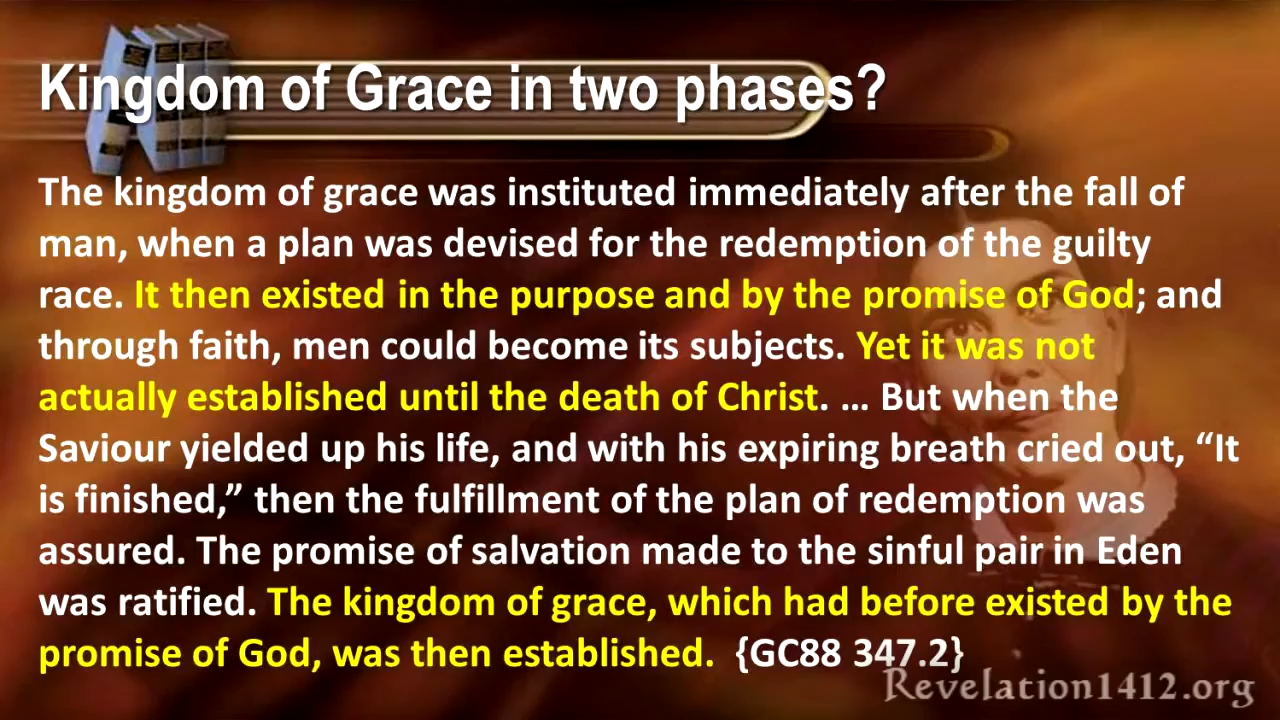 Kingdom of Grace in two phases?
The kingdom of grace was instituted immediately after the fall of
man, when a plan was devised for the redemption of the guilty
race. It then existed in the purpose and by the promise of God; and
through faith, men could become its subjects. Yet it was not
actually established until the death of Christ. … But when the
Saviour yielded up his life, and with his expiring breath cried out, “It
is finished,” then the fulfillment of the plan of redemption was
assured. The promise of salvation made to the sinful pair in Eden
was ratified. The kingdom of grace, which had before existed by the
promise of God, was then established. {GC88 347.2}
Revelation1412.org